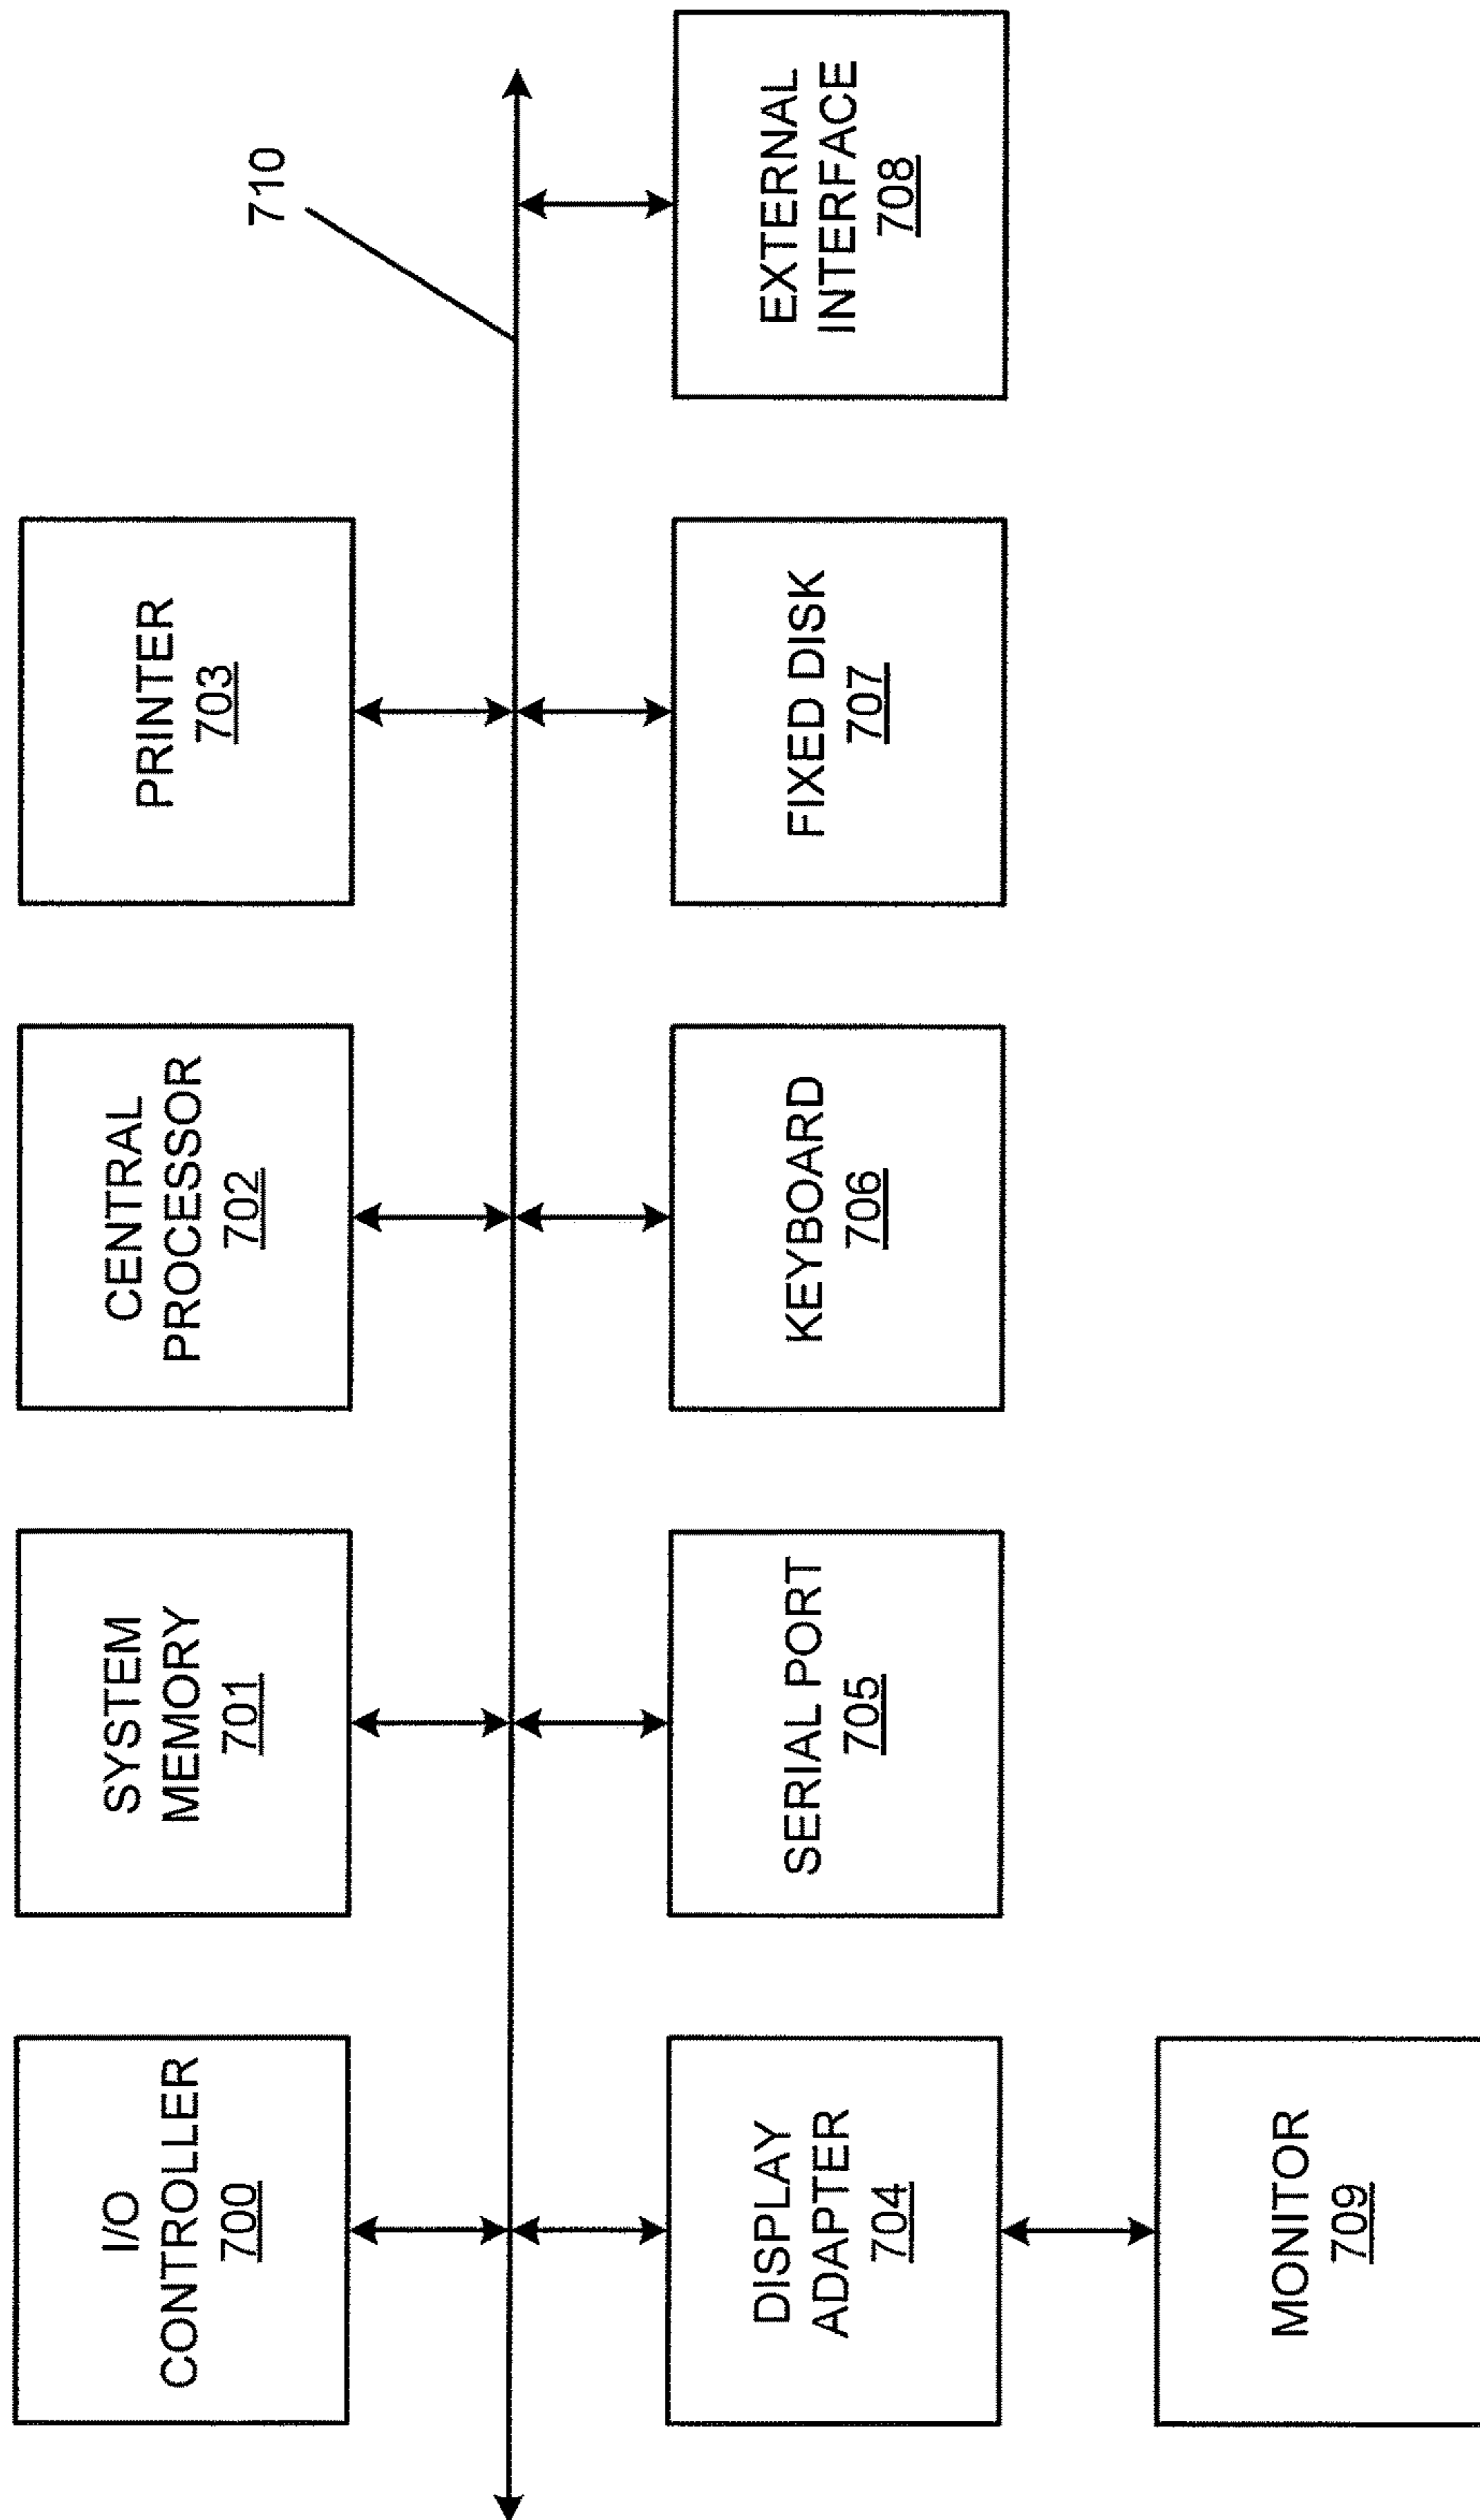 I/O
CONTROLLER
700
SYSTEM
MEMORY
701
CENTRAL
PROCESSOR
702
PRINTER
703
710
DISPLAY
ADAPTER
704
SERIAL PORT
705
KEYBOARD
706
FIXED DISK
707
EXTERNAL
INTERFACE
708
MONITOR
709